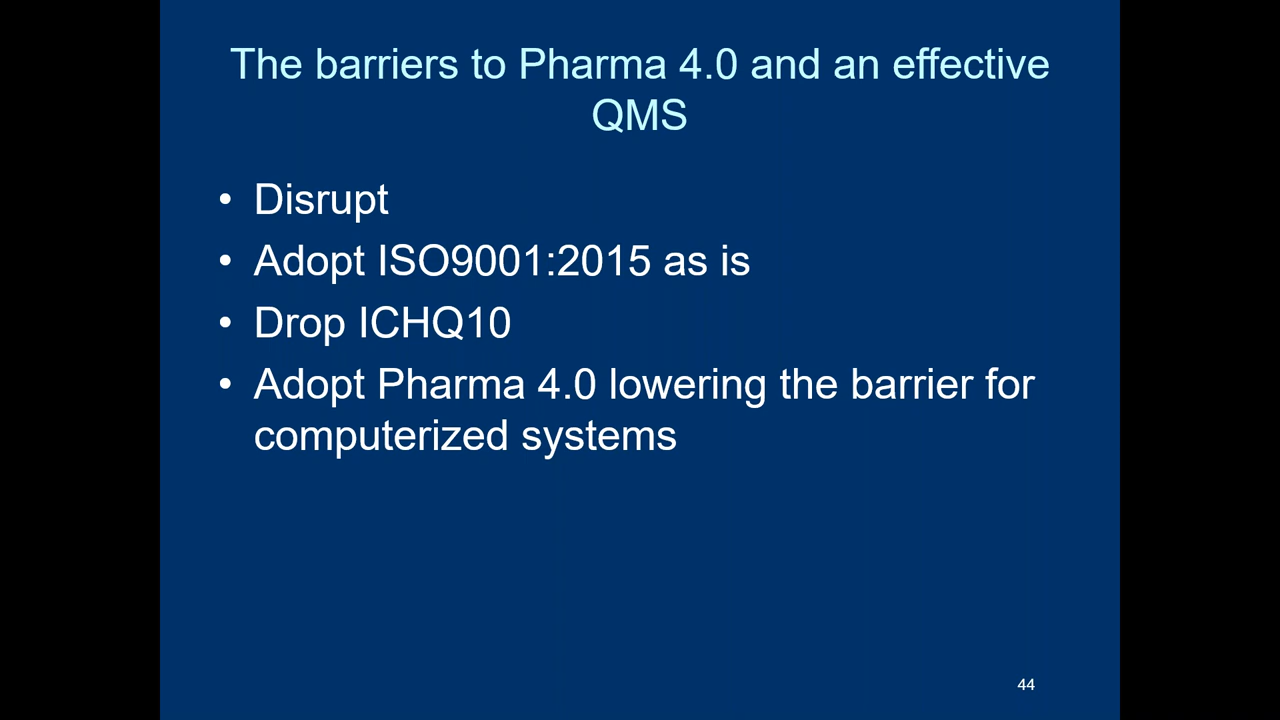 The barriers to Pharma 4.0 and an effective
QMS
• Disrupt
• Adopt ISO9001:2015 as is
• Drop ICHQ10
• Adopt Pharma 4.0 lowering the barrier for
computerized systems
44